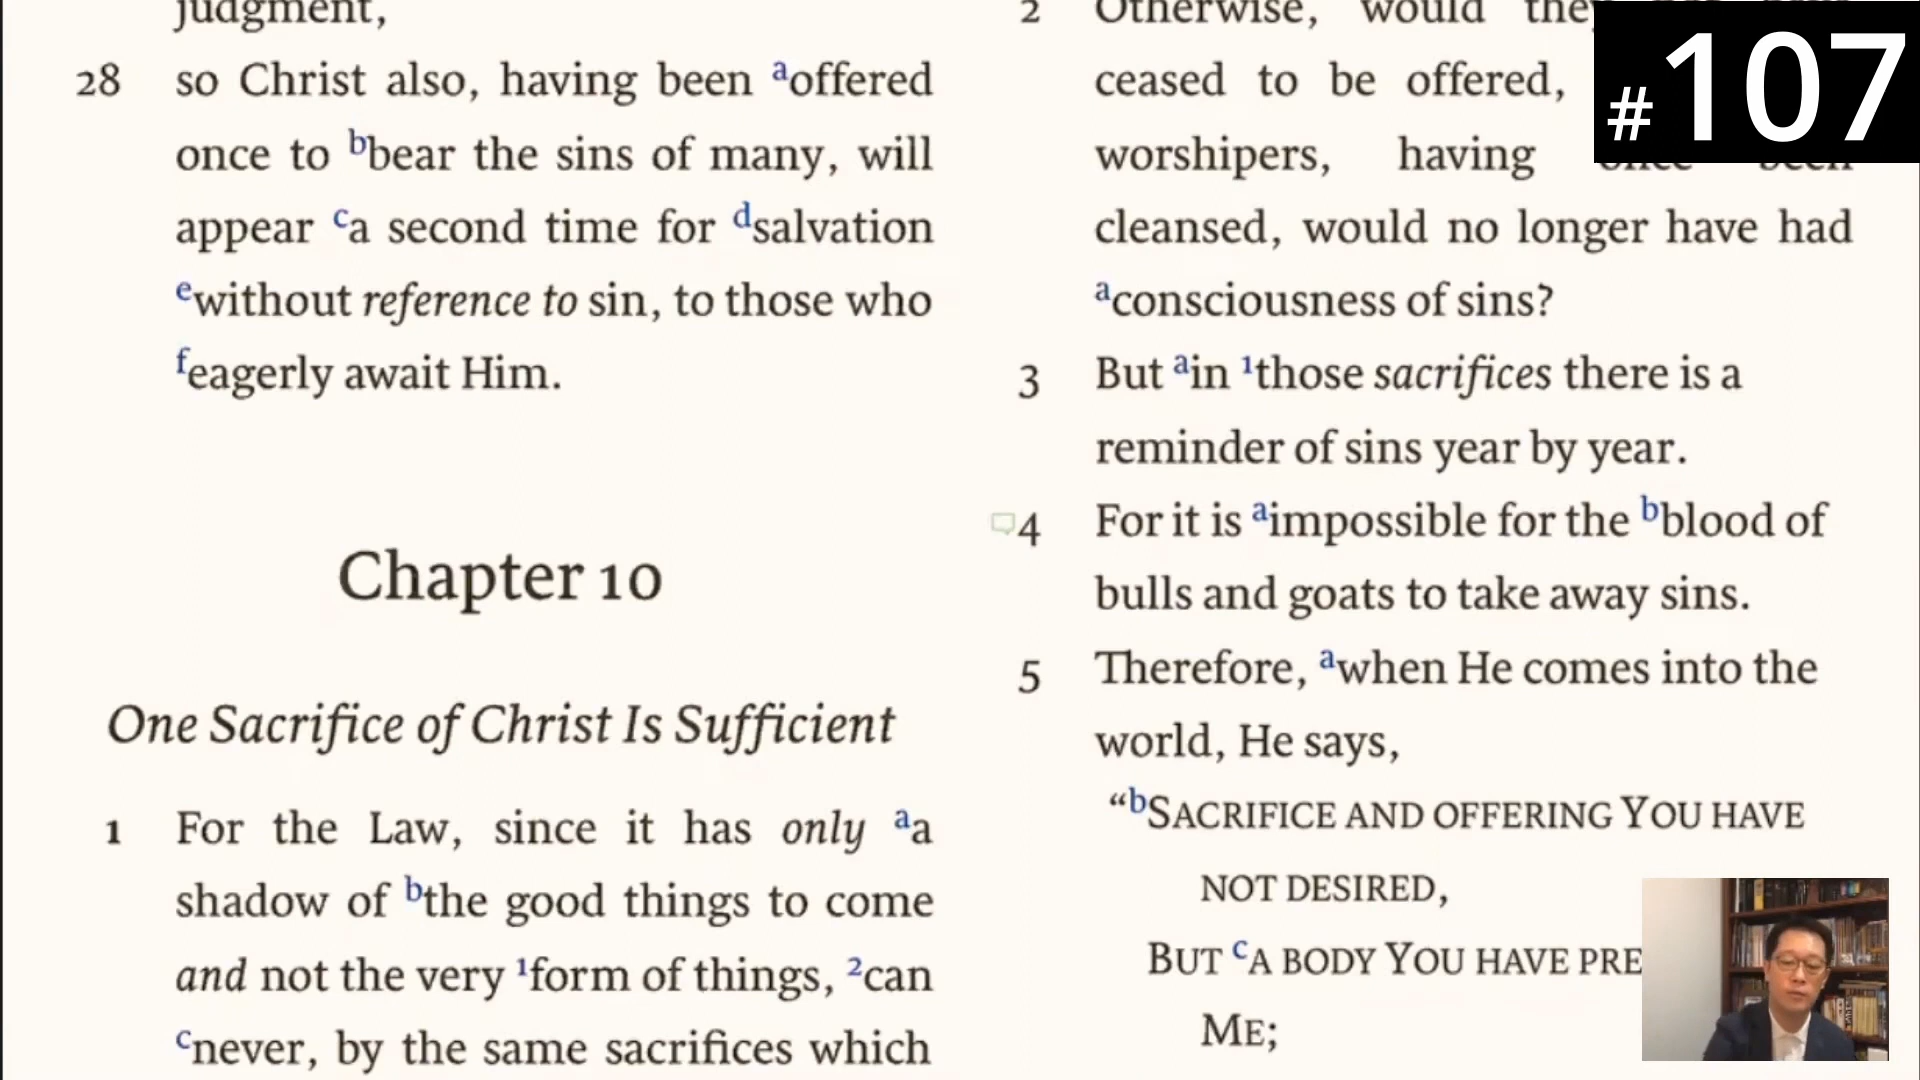 judgment,
28 so Christ also, having been aoffered
once to bbear the sins of many, will
appear ca second time for dsalvation
ewithout reference to sin, to those who
feagerly await Him.
Chapter 10
One Sacrifice of Christ Is Sufficient
1 For the Law, since it has only aa
shadow of bthe good things to come
and not the very 1form of things, 2can
cnever, by the same sacrifices which
2 Otherwise, would they
ceased to be offered,
worshipers, having once been
cleansed, would no longer have had
aconsciousness of sins?
3 But ain 1those sacrifices there is a
reminder of sins year by year.
4 For it is aimpossible for the bblood of
bulls and goats to take away sins.
5 Therefore, awhen He comes into the
world, He says,
“bSACRIFICE AND OFFERING YOU HAVE
NOT DESIRED,
BUT cA BODY YOU HAVE PRE
ME;
#107